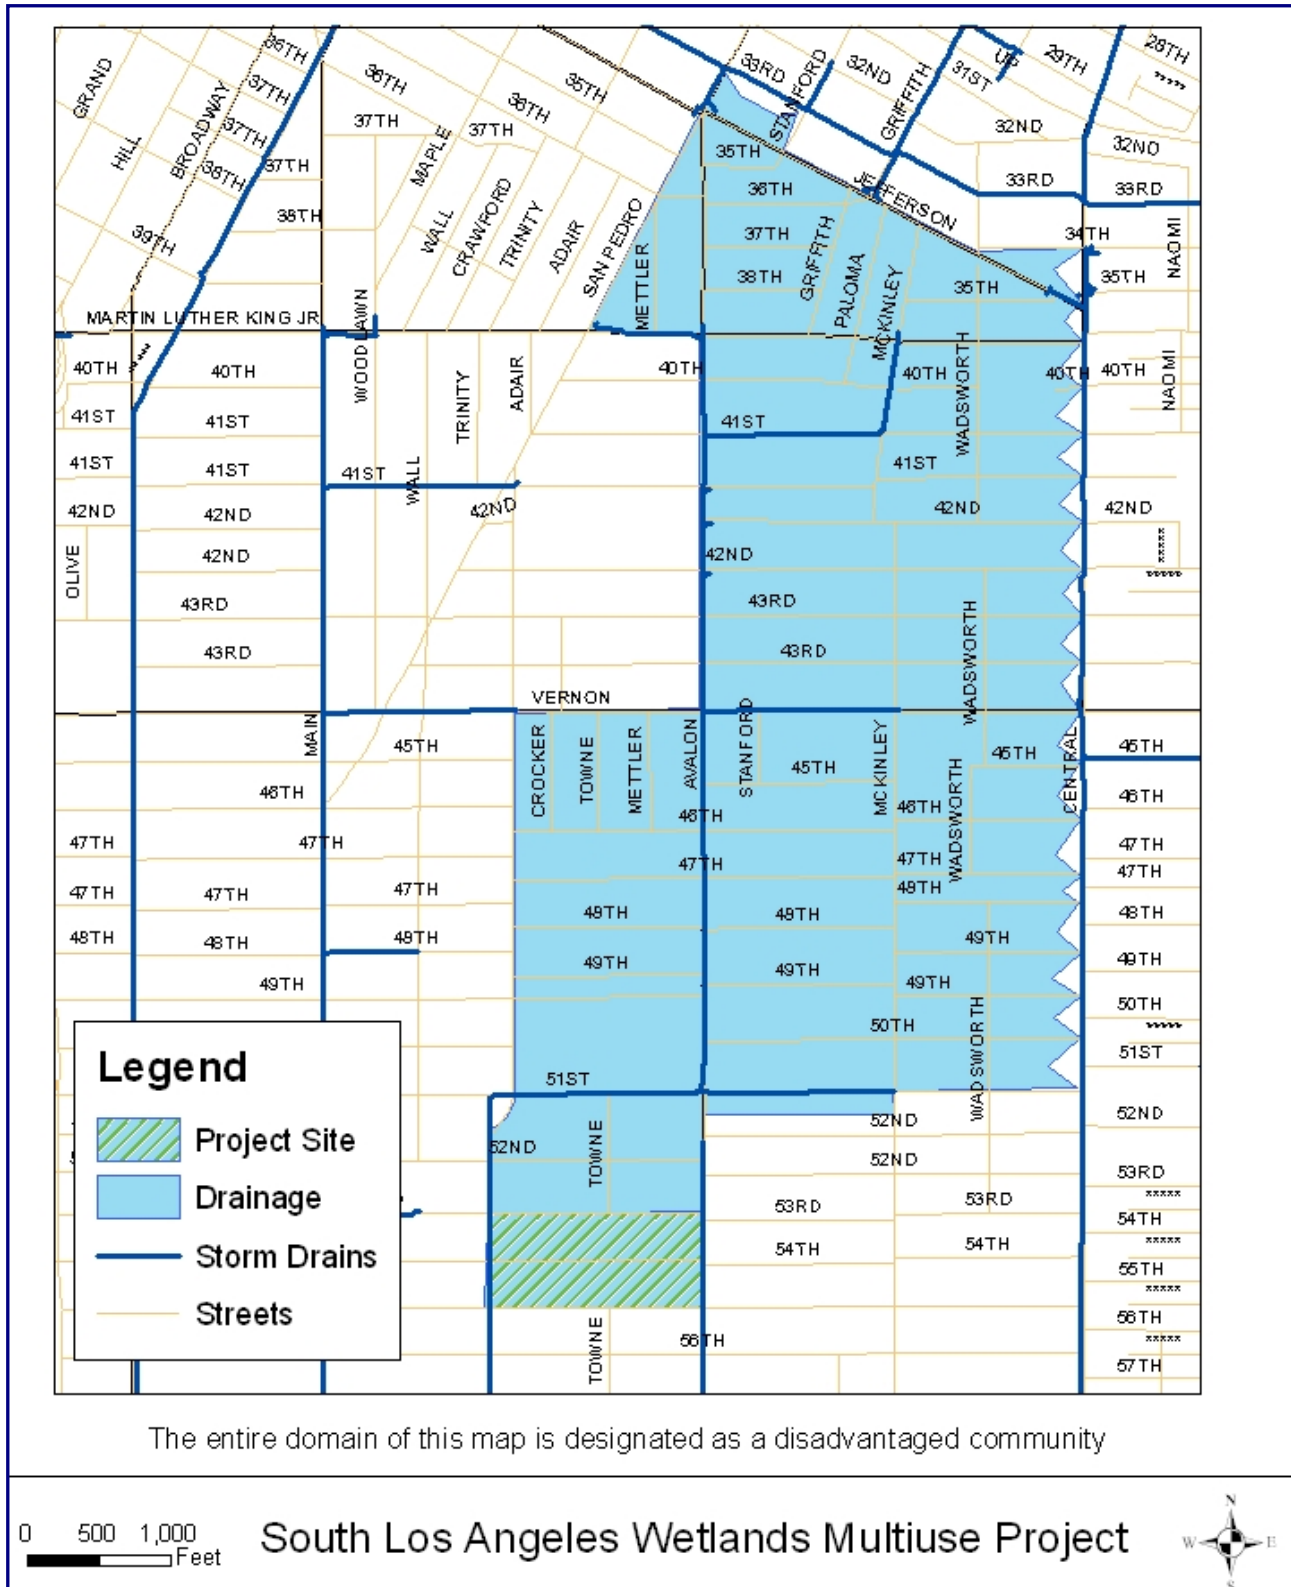 36TH
37TH
37TH
38TH
37TH
38TH
39TH
GRAND
HILL
BROADWAY
36TH
37TH
MAPLE
37TH
36TH
35TH
WALL
CRAWFORD
TRINITY
ADAIR
SAN PEDRO
METTLER
33RD
STANFORD
32ND
GRIFFITH
31ST
UP
29TH
28TH
*****
32ND
32ND
33RD
33RD
JEFFERSON
34TH
35TH
NAOMI
35TH
36TH
37TH
38TH
GRIFFITH
PALOMA
MCKINLEY
35TH
MARTIN LUTHER KING JR
WOODLAWN
40TH
40TH
41ST
41ST
41ST
41ST
42ND
42ND
42ND
OLIVE
43RD
43RD
TRINITY
ADAIR
WALL
41ST
42ND
40TH
41ST
40TH
WADSWORTH
40TH
40TH
NAOMI
41ST
42ND
42ND
*****
*****
42ND
43RD
43RD
WADSWORTH
VERNON
MAIN
45TH
46TH
47TH
47TH
47TH
47TH
47TH
48TH
48TH
48TH
49TH
CROCKER
TOWNE
METTLER
AVALON
STANFORD
45TH
MCKINLEY
45TH
CENTRAL
45TH
46TH
46TH
WADSWORTH
46TH
47TH
47TH
48TH
47TH
47TH
48TH
48TH
48TH
49TH
49TH
49TH
49TH
49TH
50TH
50TH
*****
51ST
51ST
WADSWORTH
52ND
52ND
52ND
52ND
TOWNE
53RD
53RD
53RD
*****
54TH
54TH
54TH
*****
55TH
*****
56TH
*****
57TH
56TH
TOWNE
Legend
Project Site
Drainage
Storm Drains
Streets
The entire domain of this map is designated as a disadvantaged community
0 500 1,000
Feet
South Los Angeles Wetlands Multiuse Project
N
W E
S